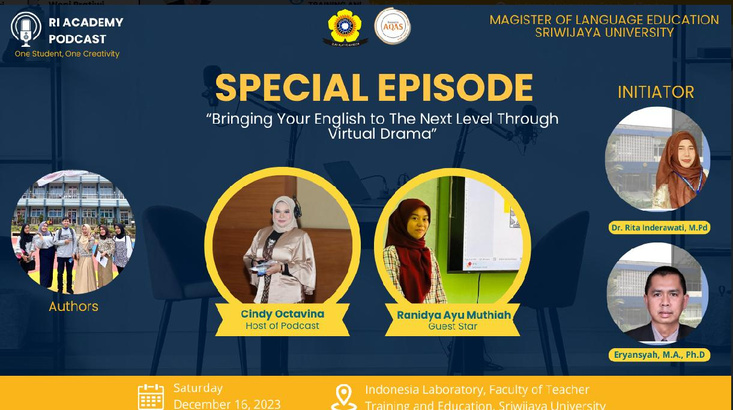 RI ACADEMY
PODCAST
One Student, One Creativity
AQAS
MAGISTER OF LANGUAGE EDUCATION
SRIWIJAYA UNIVERSITY
SPECIAL EPISODE
“Bringing Your English to The Next Level Through
Virtual Drama”
INITIATOR
Dr. Rita Inderawati, M.Pd
Authors
Cindy Octavina
Host of Podcast
Ranidya Ayu Muthiah
Guest Star
Eryansyah, M.A., Ph.D
Saturday
December 16, 2023
Indonesia Laboratory, Faculty of Teacher
Training and Education, Sriwijaya University